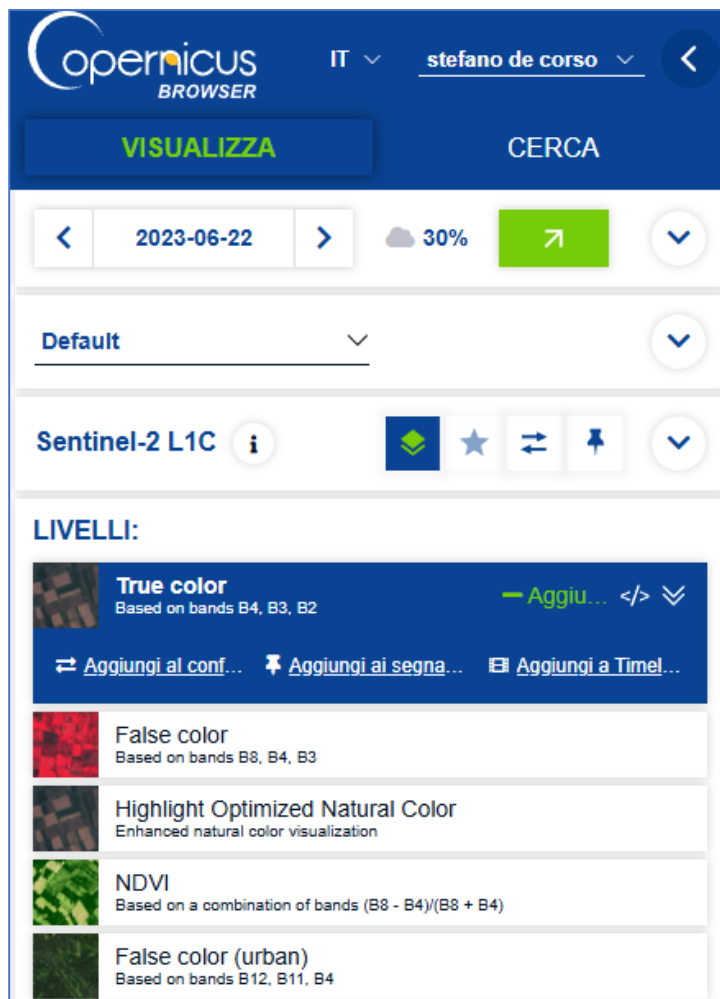 Copernicus
BROWSER
IT
stefano de corso
VISUALIZZA
CERCA
2023-06-22
30%
Default
Sentinel-2 L1C
i
LIVELLI:
True color
Based on bands B4, B3, B2
Aggiu... </>
Aggiungi al conf...
Aggiungi ai segna...
Aggiungi a Timel...
False color
Based on bands B8, B4, B3
Highlight Optimized Natural Color
Enhanced natural color visualization
NDVI
Based on a combination of bands (B8 - B4)/(B8 + B4)
False color (urban)
Based on bands B12, B11, B4